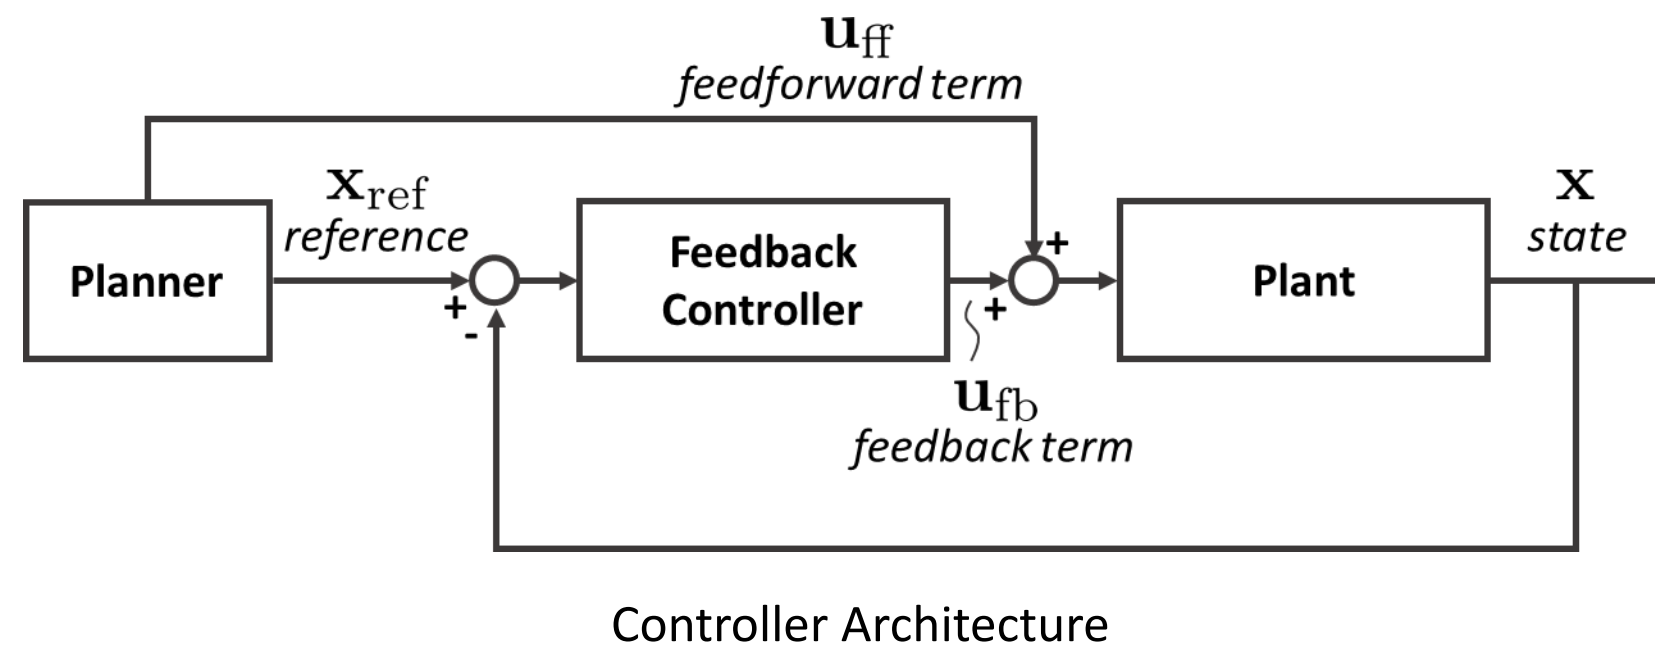 u_ff
feedforward term
x_ref
reference
x
state
Planner
Feedback
Controller
Plant
+
-
+
+
u_fb
feedback term
Controller Architecture